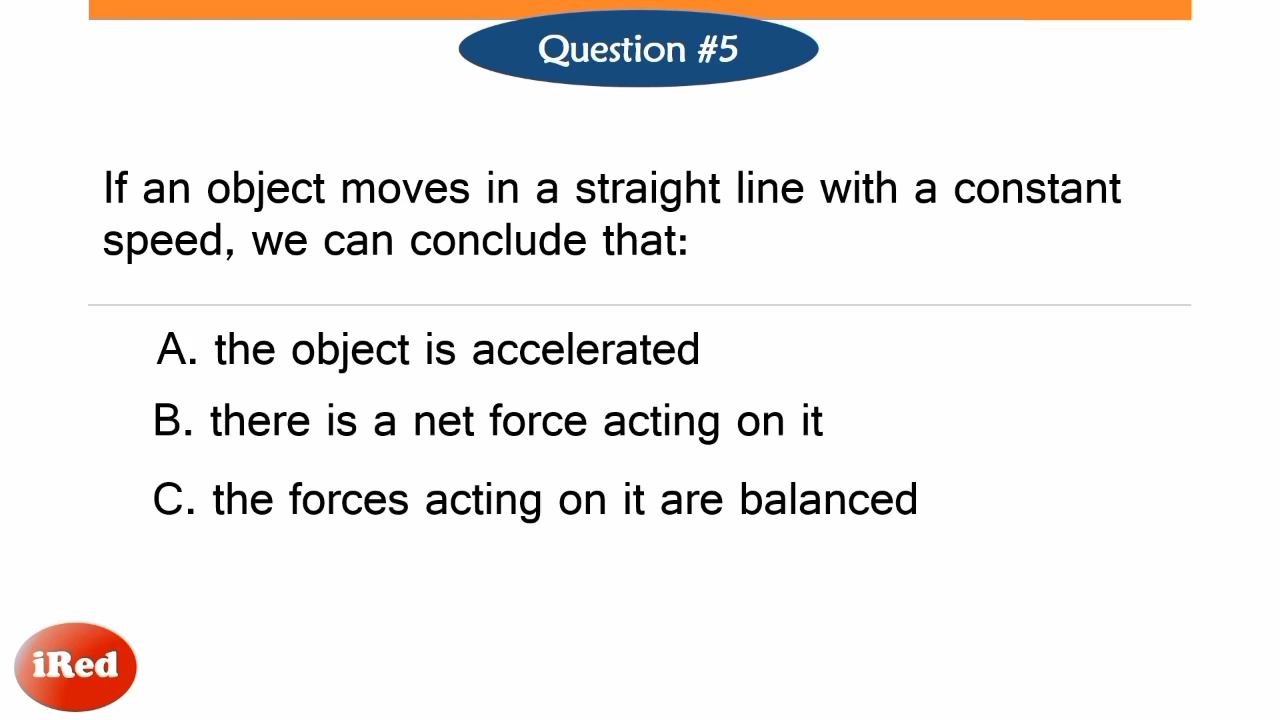 Question #5
If an object moves in a straight line with a constant
speed, we can conclude that:
A. the object is accelerated
B. there is a net force acting on it
C. the forces acting on it are balanced
iRed